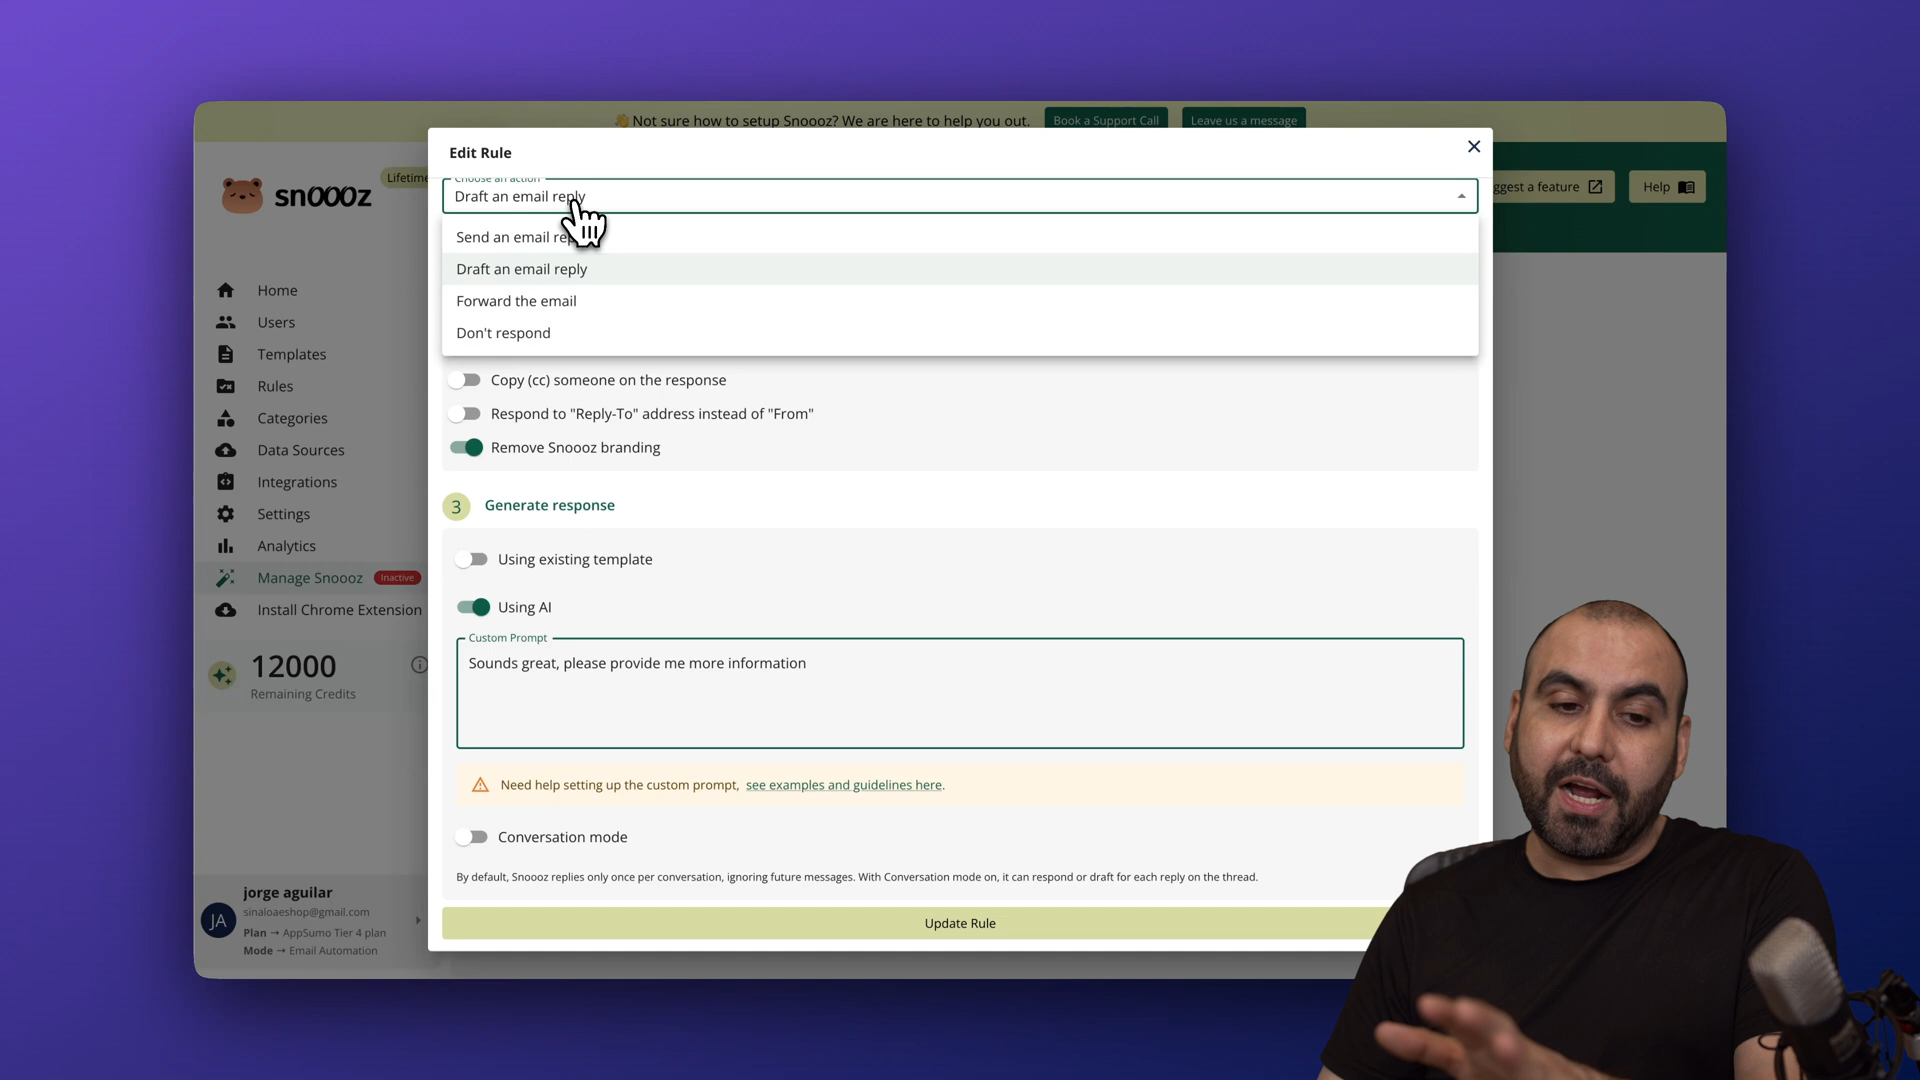 👋 Not sure how to setup Snoooz? We are here to help you out.
Book a Support Call
Leave us a message
Edit Rule
snoooz
Lifetime
Choose an action
Draft an email reply
ggest a feature
Help
Send an email rep
Draft an email reply
Forward the email
Don't respond
Home
Users
Templates
Rules
Categories
Data Sources
Integrations
Settings
Analytics
Manage Snoooz
Inactive
Install Chrome Extension
12000
Remaining Credits
jorge aguilar
JA
sinaloaeshop@gmail.com
Plan → AppSumo Tier 4 plan
Mode → Email Automation
Copy (cc) someone on the response
Respond to "Reply-To" address instead of "From"
Remove Snoooz branding
3 Generate response
Using existing template
Using AI
Custom Prompt
Sounds great, please provide me more information
Need help setting up the custom prompt, see examples and guidelines here.
Conversation mode
By default, Snoooz replies only once per conversation, ignoring future messages. With Conversation mode on, it can respond or draft for each reply on the thread.
Update Rule